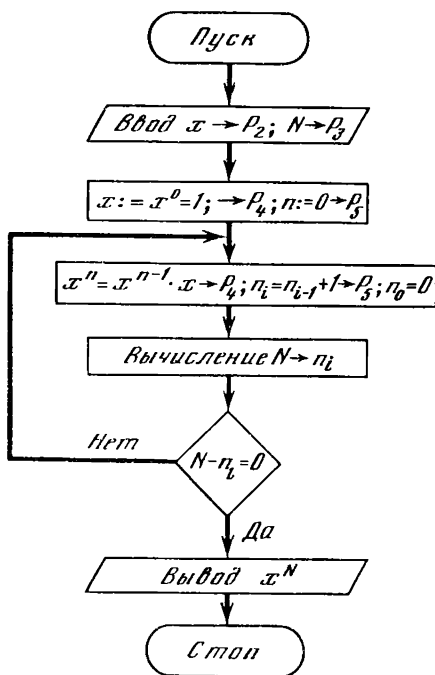 Пуск
Ввод x → P₂; N → P₃
x := x⁰ = 1; → P₄; n := 0 → P₅
xⁿ = xⁿ⁻¹ · x → P₄; nᵢ = nᵢ₋₁ + 1 → P₅; n₀ = 0
Вычисление N → nᵢ
Нет
N − nᵢ = 0
Да
Вывод xᴺ
Стоп